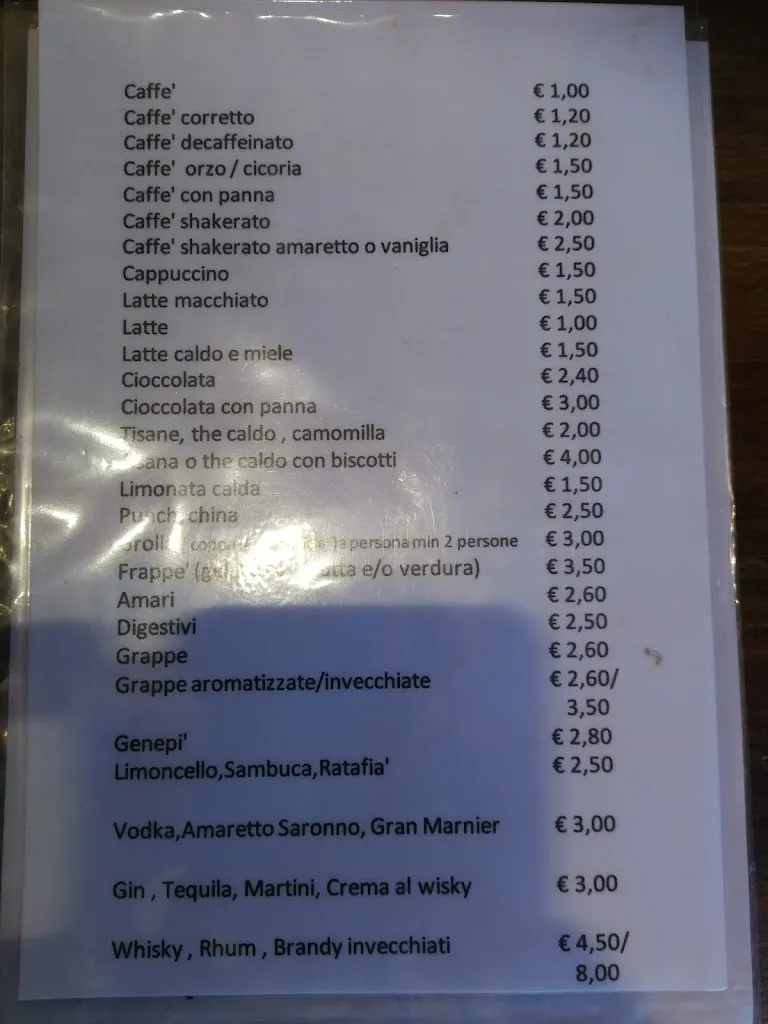 Caffe' € 1,00
Caffe' corretto € 1,20
Caffe' decaffeinato € 1,20
Caffe' orzo / cicoria € 1,50
Caffe' con panna € 1,50
Caffe' shakerato € 2,00
Caffe' shakerato amaretto o vaniglia € 2,50
Cappuccino € 1,50
Latte macchiato € 1,50
Latte € 1,00
Latte caldo e miele € 1,50
Cioccolata € 2,40
Cioccolata con panna € 3,00
Tisane, the caldo , camomilla € 2,00
o the caldo con biscotti € 4,00
Limonata calda € 1,50
Punch china € 2,50
a persona min 2 persone € 3,00
Frappe' e/o verdura) € 3,50
Amari € 2,60
Digestivi € 2,50
Grappe € 2,60
Grappe aromatizzate/invecchiate € 2,60/
3,50
Genepi' € 2,80
Limoncello,Sambuca,Ratafia' € 2,50
Vodka,Amaretto Saronno, Gran Marnier € 3,00
Gin , Tequila, Martini, Crema al wisky € 3,00
Whisky , Rhum , Brandy invecchiati € 4,50/
8,00